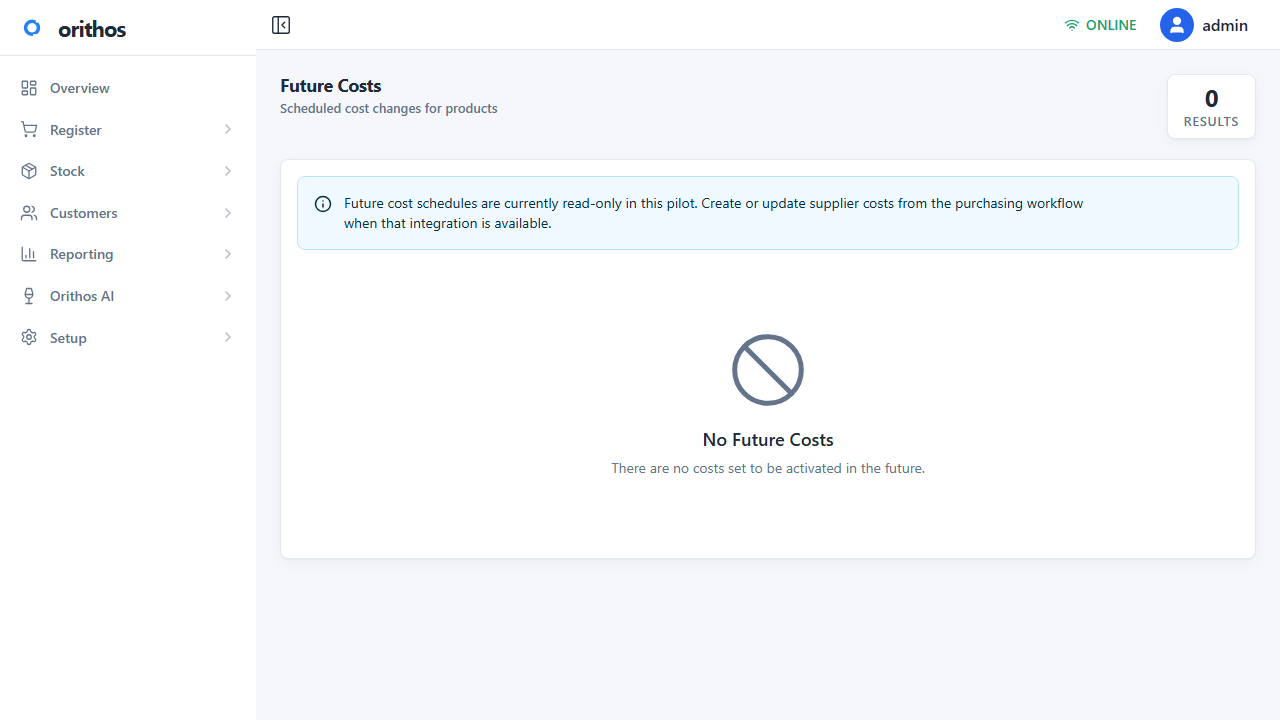 orithos
ONLINE
admin
Overview
Register
Stock
Customers
Reporting
Orithos AI
Setup
Future Costs
Scheduled cost changes for products
0
RESULTS
Future cost schedules are currently read-only in this pilot. Create or update supplier costs from the purchasing workflow
when that integration is available.
No Future Costs
There are no costs set to be activated in the future.